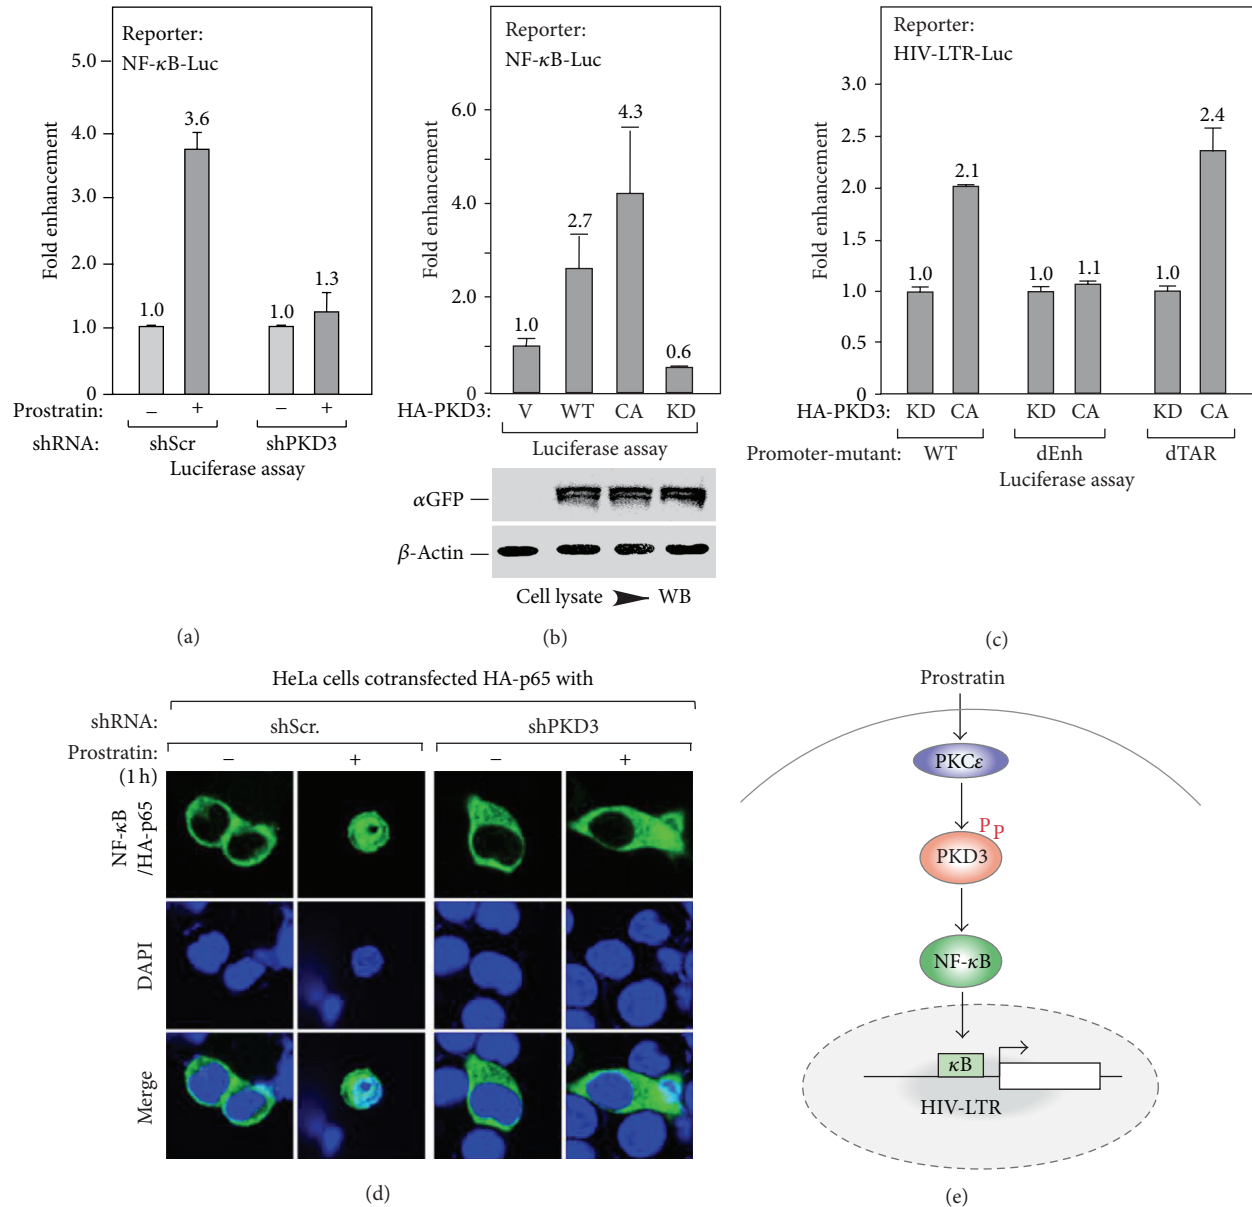 Reporter:
NF-κB-Luc
Fold enhancement
5.0
4.0
3.0
2.0
1.0
0
1.0
3.6
1.0
1.3
Prostratin: − + − +
shRNA: shScr shPKD3
Luciferase assay
(a)
Reporter:
NF-κB-Luc
Fold enhancement
6.0
4.0
2.0
0
1.0
2.7
4.3
0.6
HA-PKD3: V WT CA KD
Luciferase assay
αGFP
β-Actin
Cell lysate WB
(b)
Reporter:
HIV-LTR-Luc
Fold enhancement
3.0
2.5
2.0
1.5
1.0
0.5
0
1.0
2.1
1.0
1.1
1.0
2.4
HA-PKD3: KD CA KD CA KD CA
Promoter-mutant: WT dEnh dTAR
Luciferase assay
(c)
HeLa cells cotransfected HA-p65 with
shRNA: shScr. shPKD3
Prostratin: − + − +
(1 h)
NF-κB
/HA-p65
DAPI
Merge
(d)
Prostratin
PKCε
P
P
PKD3
NF-κB
κB
HIV-LTR
(e)